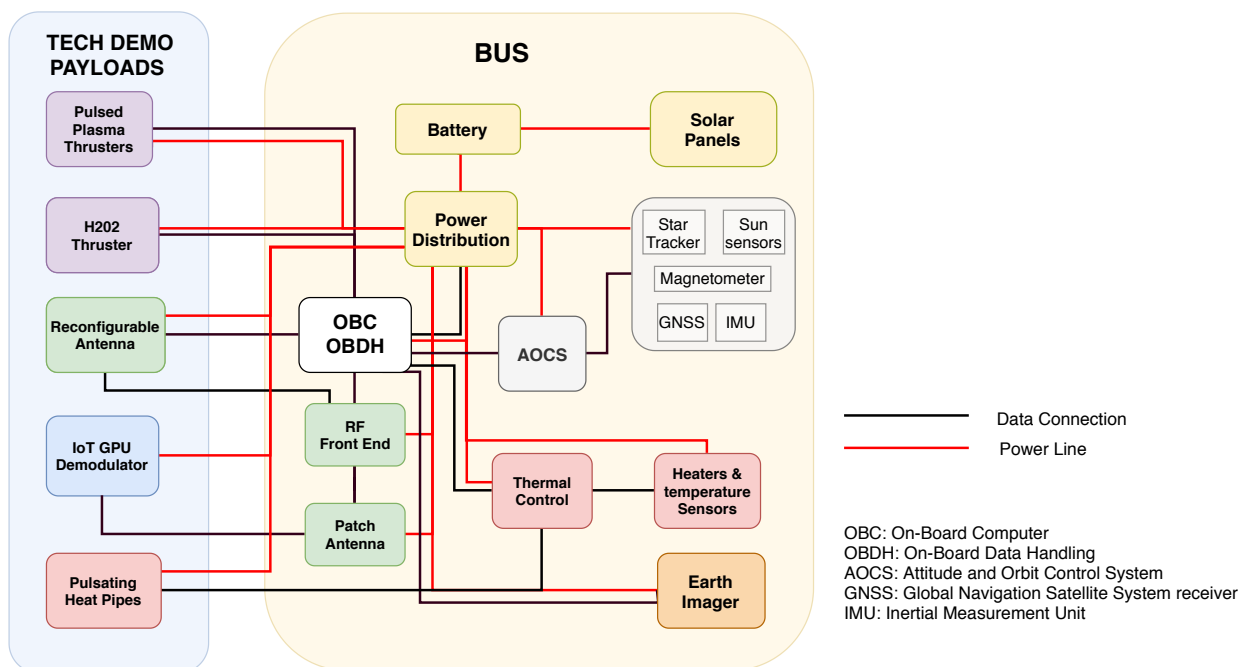 TECH DEMO
PAYLOADS
BUS
Pulsed
Plasma
Thrusters
Battery
Solar
Panels
H202
Thruster
Power
Distribution
Star
Tracker
Sun
sensors
Magnetometer
GNSS
IMU
Reconfigurable
Antenna
OBC
OBDH
AOCS
IoT GPU
Demodulator
RF
Front End
Data Connection
Power Line
Thermal
Control
Heaters &
temperature
Sensors
Patch
Antenna
Pulsating
Heat Pipes
Earth
Imager
OBC: On-Board Computer
OBDH: On-Board Data Handling
AOCS: Attitude and Orbit Control System
GNSS: Global Navigation Satellite System receiver
IMU: Inertial Measurement Unit